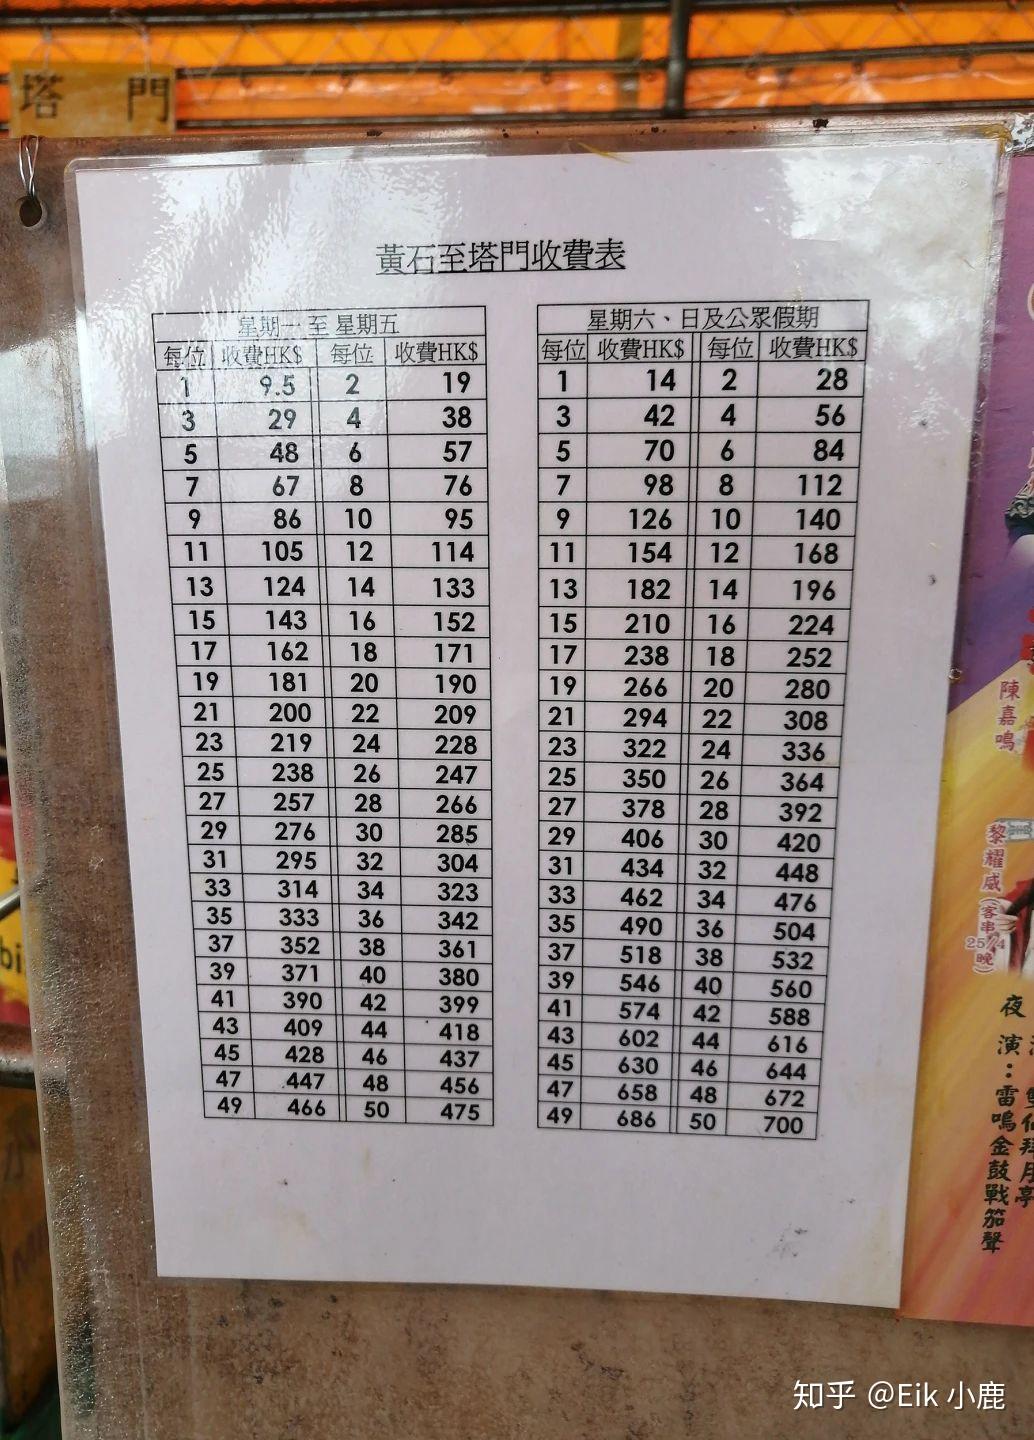 塔 門
黃石至塔門收費表
星期一至 星期五
每位 收費HK$ 每位 收費HK$
1 9.5 2 19
3 29 4 38
5 48 6 57
7 67 8 76
9 86 10 95
11 105 12 114
13 124 14 133
15 143 16 152
17 162 18 171
19 181 20 190
21 200 22 209
23 219 24 228
25 238 26 247
27 257 28 266
29 276 30 285
31 295 32 304
33 314 34 323
35 333 36 342
37 352 38 361
39 371 40 380
41 390 42 399
43 409 44 418
45 428 46 437
47 447 48 456
49 466 50 475
星期六、日及公眾假期
每位 收費HK$ 每位 收費HK$
1 14 2 28
3 42 4 56
5 70 6 84
7 98 8 112
9 126 10 140
11 154 12 168
13 182 14 196
15 210 16 224
17 238 18 252
19 266 20 280
21 294 22 308
23 322 24 336
25 350 26 364
27 378 28 392
29 406 30 420
31 434 32 448
33 462 34 476
35 490 36 504
37 518 38 532
39 546 40 560
41 574 42 588
43 602 44 616
45 630 46 644
47 658 48 672
49 686 50 700
陳嘉鳴
黎耀威
(客串25/4晚)
夜
演：雷鳴金鼓戰笳聲
知乎 @Eik 小鹿